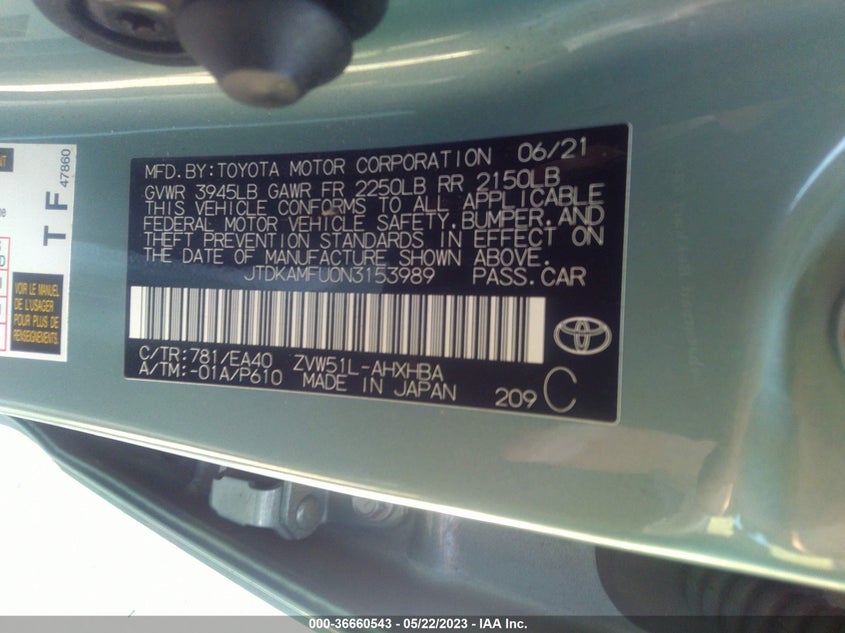 MFD.BY:TOYOTA MOTOR CORPORATION 06/21
GVWR 3945LB GAWR FR 2250LB RR 2150LB
THIS VEHICLE CONFORMS TO ALL APPLICABLE
FEDERAL MOTOR VEHICLE SAFETY,BUMPER,AND
THEFT PREVENTION STANDARDS IN EFFECT ON
THE DATE OF MANUFACTURE SHOWN ABOVE.
JTDKAMFU0N3153989 PASS.CAR
C/TR:781/EA40 ZVW51L-AHXHBA
A/TM:-01A/P610 MADE IN JAPAN
209 C
47860
T F
VOIR LE MANUEL
DE L'USAGER
POUR PLUS DE
RENSEIGNEMENTS
000-36660543 - 05/22/2023 - IAA Inc.